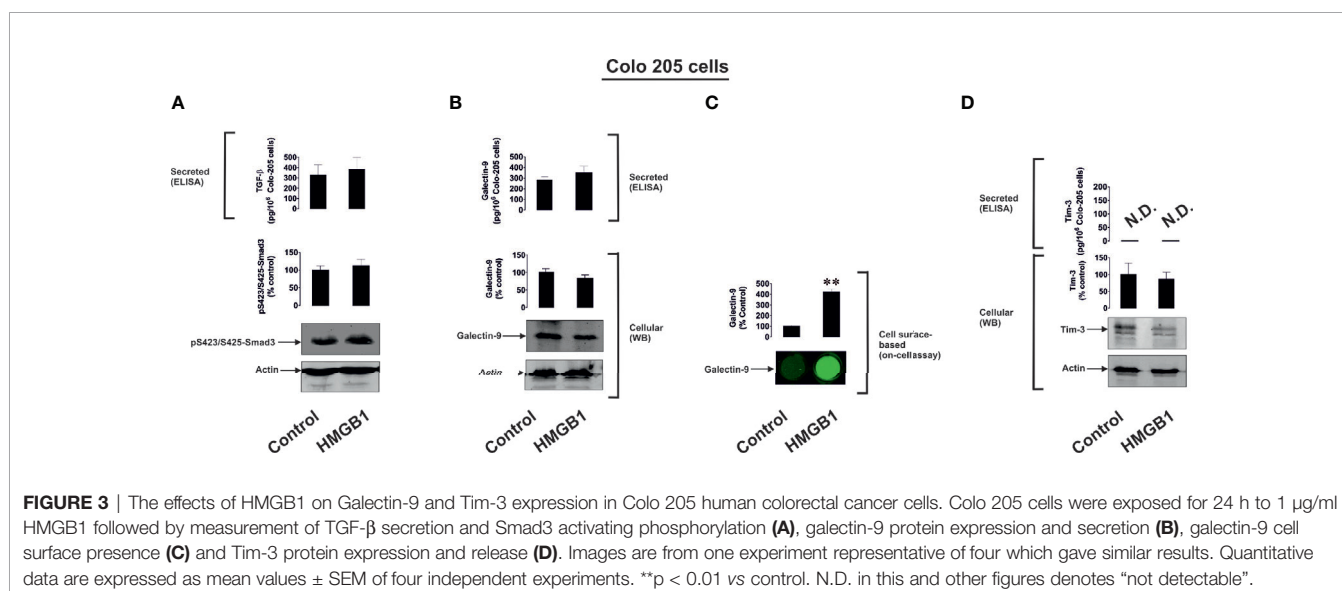 Colo 205 cells
A
B
C
D
Secreted
(ELISA)
TGF-β
(pg/10⁶ Colo-205 cells)
500
400
300
200
100
0
pS423/S425-Smad3
(% control)
150
100
50
0
pS423/S425-Smad3
Actin
Control
HMGB1
Galectin-9
(pg/10⁶ Colo-205 cells)
500
400
300
200
100
0
Secreted
(ELISA)
Galectin-9
(% control)
150
100
50
0
Galectin-9
Actin
Cellular
(WB)
Control
HMGB1
Galectin-9
(% Control)
500
400
300
200
100
0
**
Galectin-9
Cell surface-
based
(on-cellassay)
Control
HMGB1
Secreted
(ELISA)
Tim-3
(pg/10⁶ Colo-205 cells)
200
150
100
50
0
N.D.
N.D.
Cellular
(WB)
Tim-3
(% control)
150
100
50
0
Tim-3
Actin
Control
HMGB1
FIGURE 3 | The effects of HMGB1 on Galectin-9 and Tim-3 expression in Colo 205 human colorectal cancer cells. Colo 205 cells were exposed for 24 h to 1 µg/ml
HMGB1 followed by measurement of TGF-β secretion and Smad3 activating phosphorylation (A), galectin-9 protein expression and secretion (B), galectin-9 cell
surface presence (C) and Tim-3 protein expression and release (D). Images are from one experiment representative of four which gave similar results. Quantitative
data are expressed as mean values ± SEM of four independent experiments. **p < 0.01 vs control. N.D. in this and other figures denotes “not detectable”.